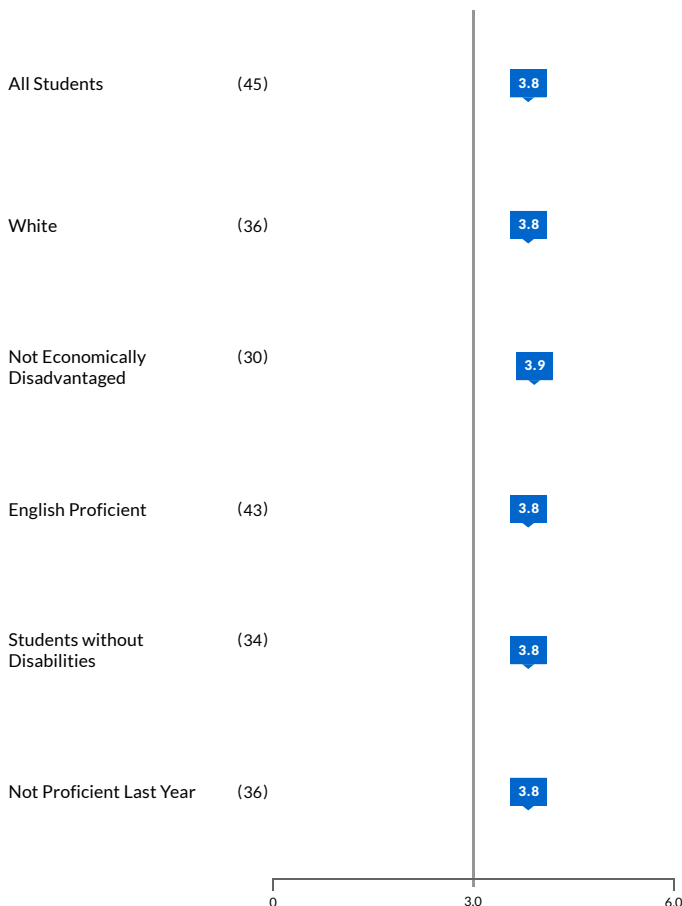 All Students (45) 3.8
White (36) 3.8
Not Economically (30)
Disadvantaged 3.9
English Proficient (43) 3.8
Students without (34)
Disabilities 3.8
Not Proficient Last Year (36) 3.8
0 3.0 6.0